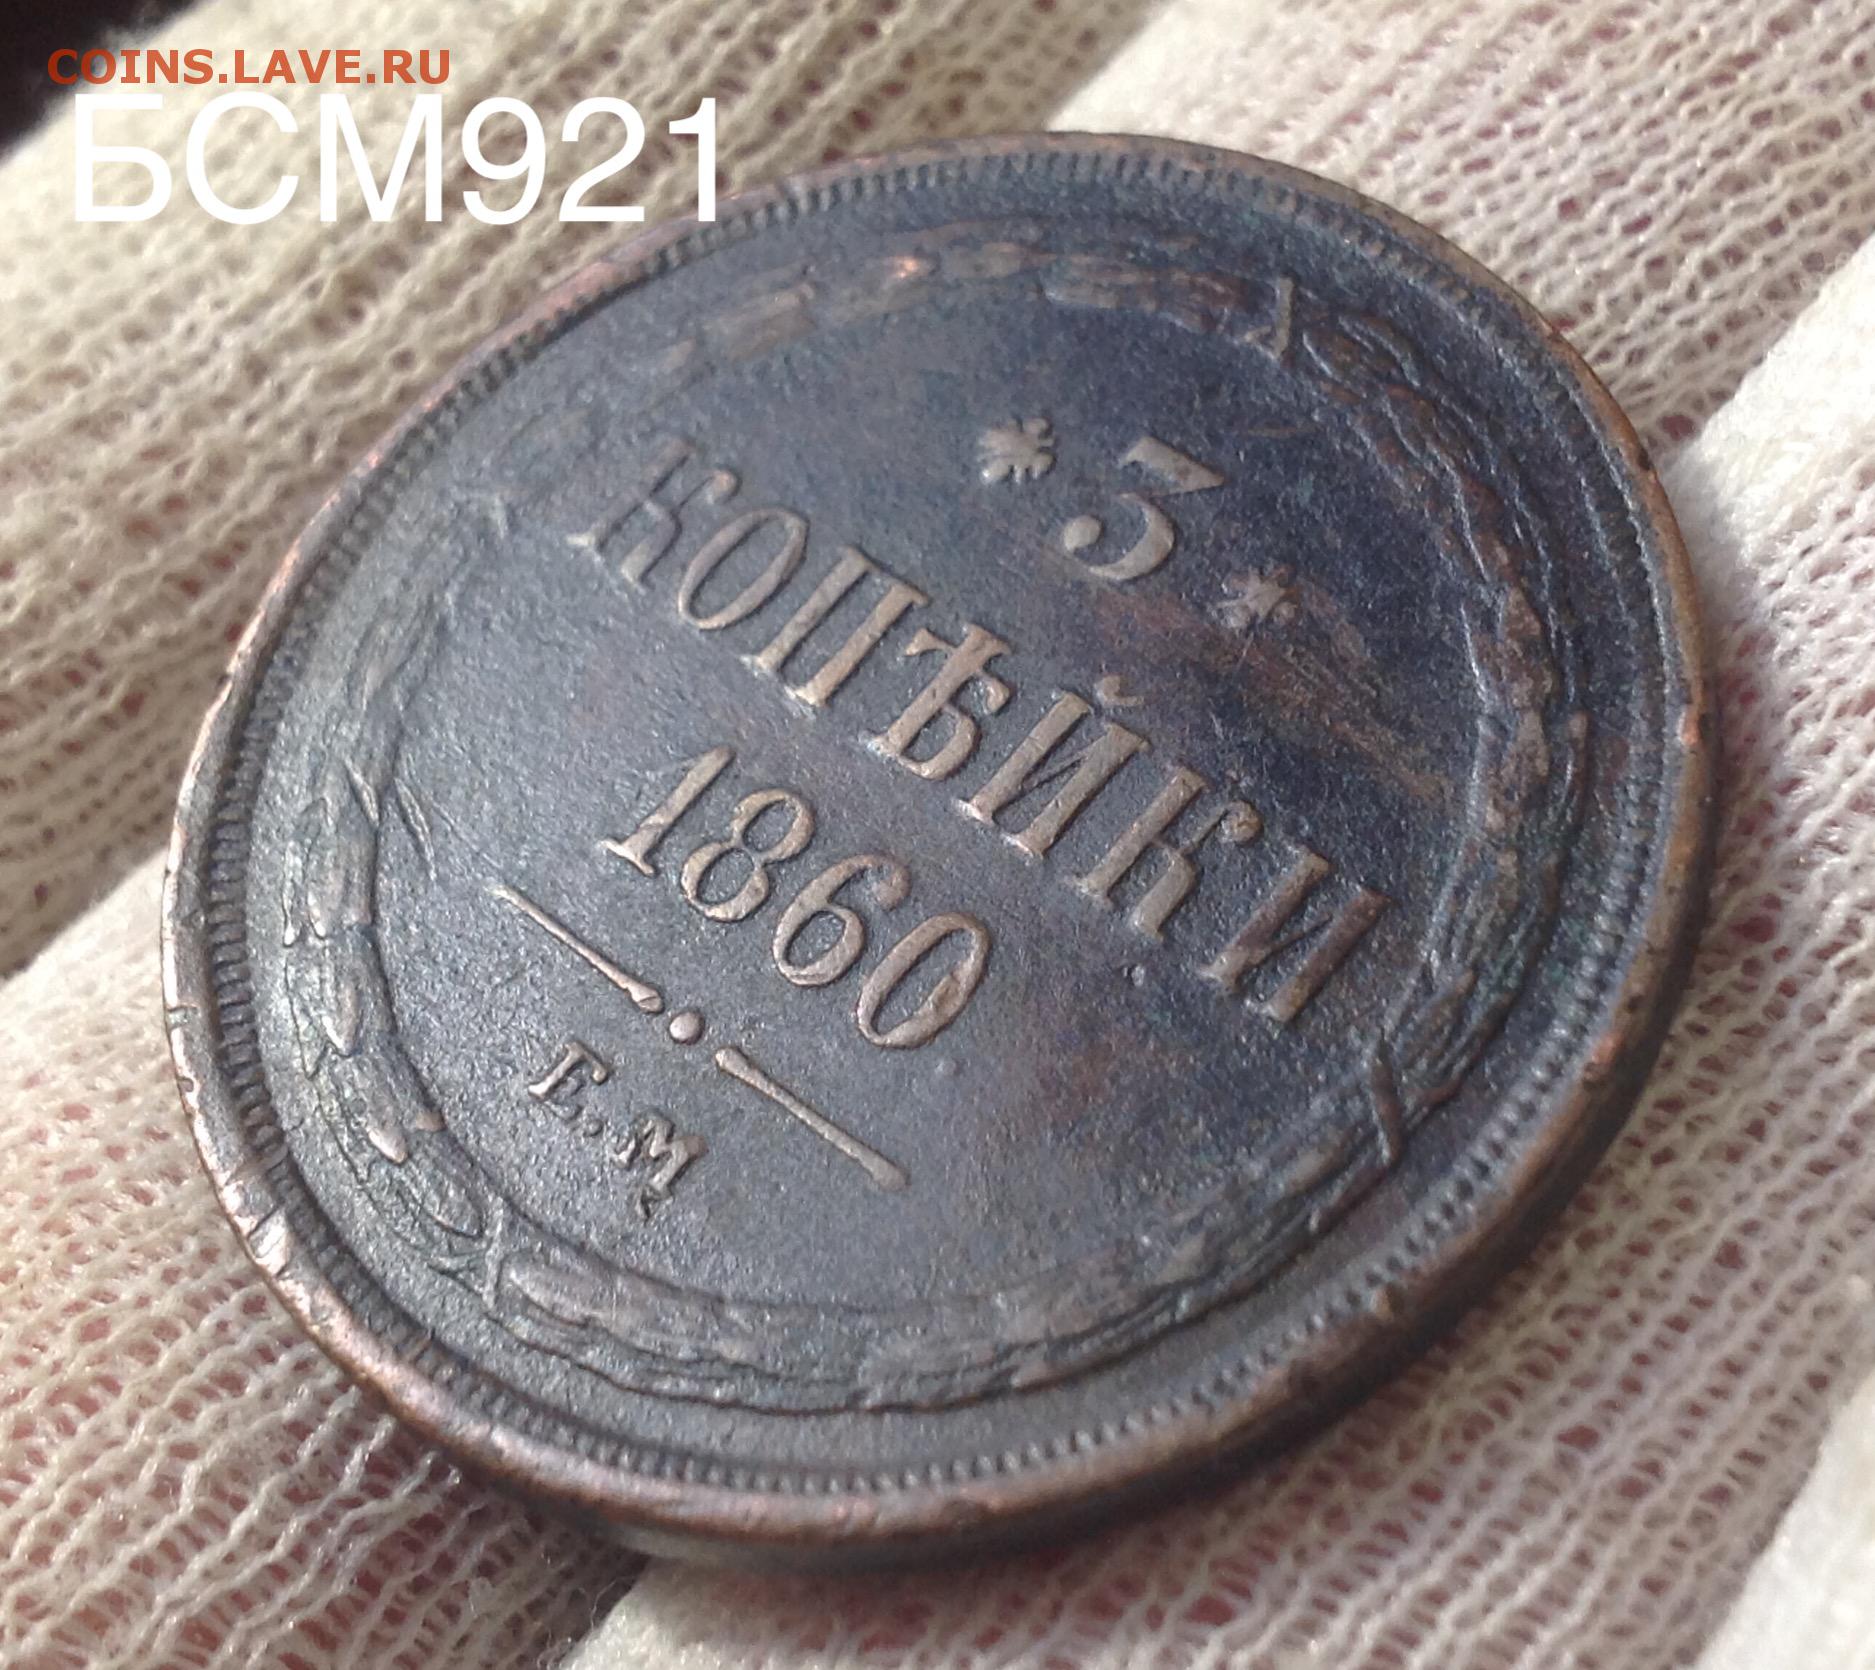 COINS.LAVE.RU
БСМ921
* 3 *
КОПѢЙКИ
1860
Е.М